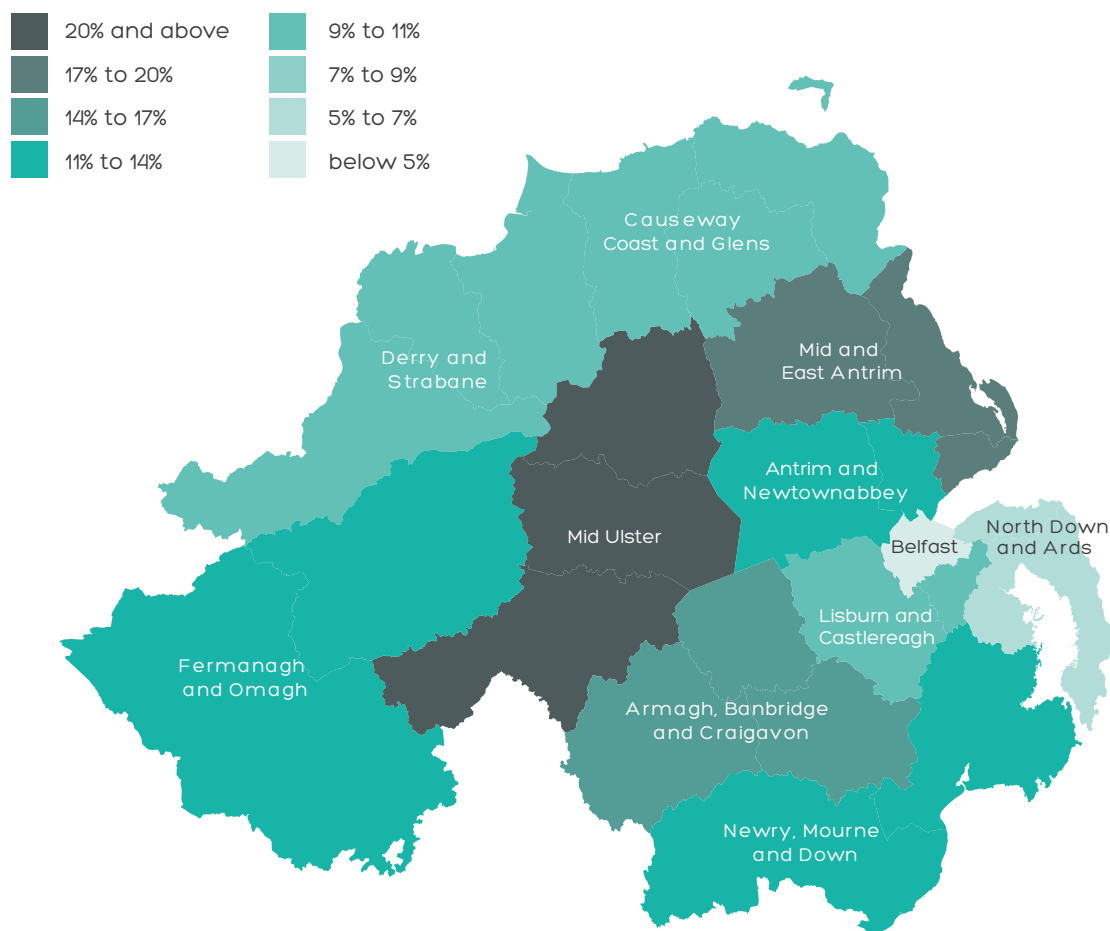 20% and above
17% to 20%
14% to 17%
11% to 14%
9% to 11%
7% to 9%
5% to 7%
below 5%
Causeway
Coast and Glens
Derry and
Strabane
Mid and
East Antrim
Antrim and
Newtownabbey
Mid Ulster
Belfast
North Down
and Ards
Lisburn and
Castlereagh
Fermanagh
and Omagh
Armagh, Banbridge
and Craigavon
Newry, Mourne
and Down